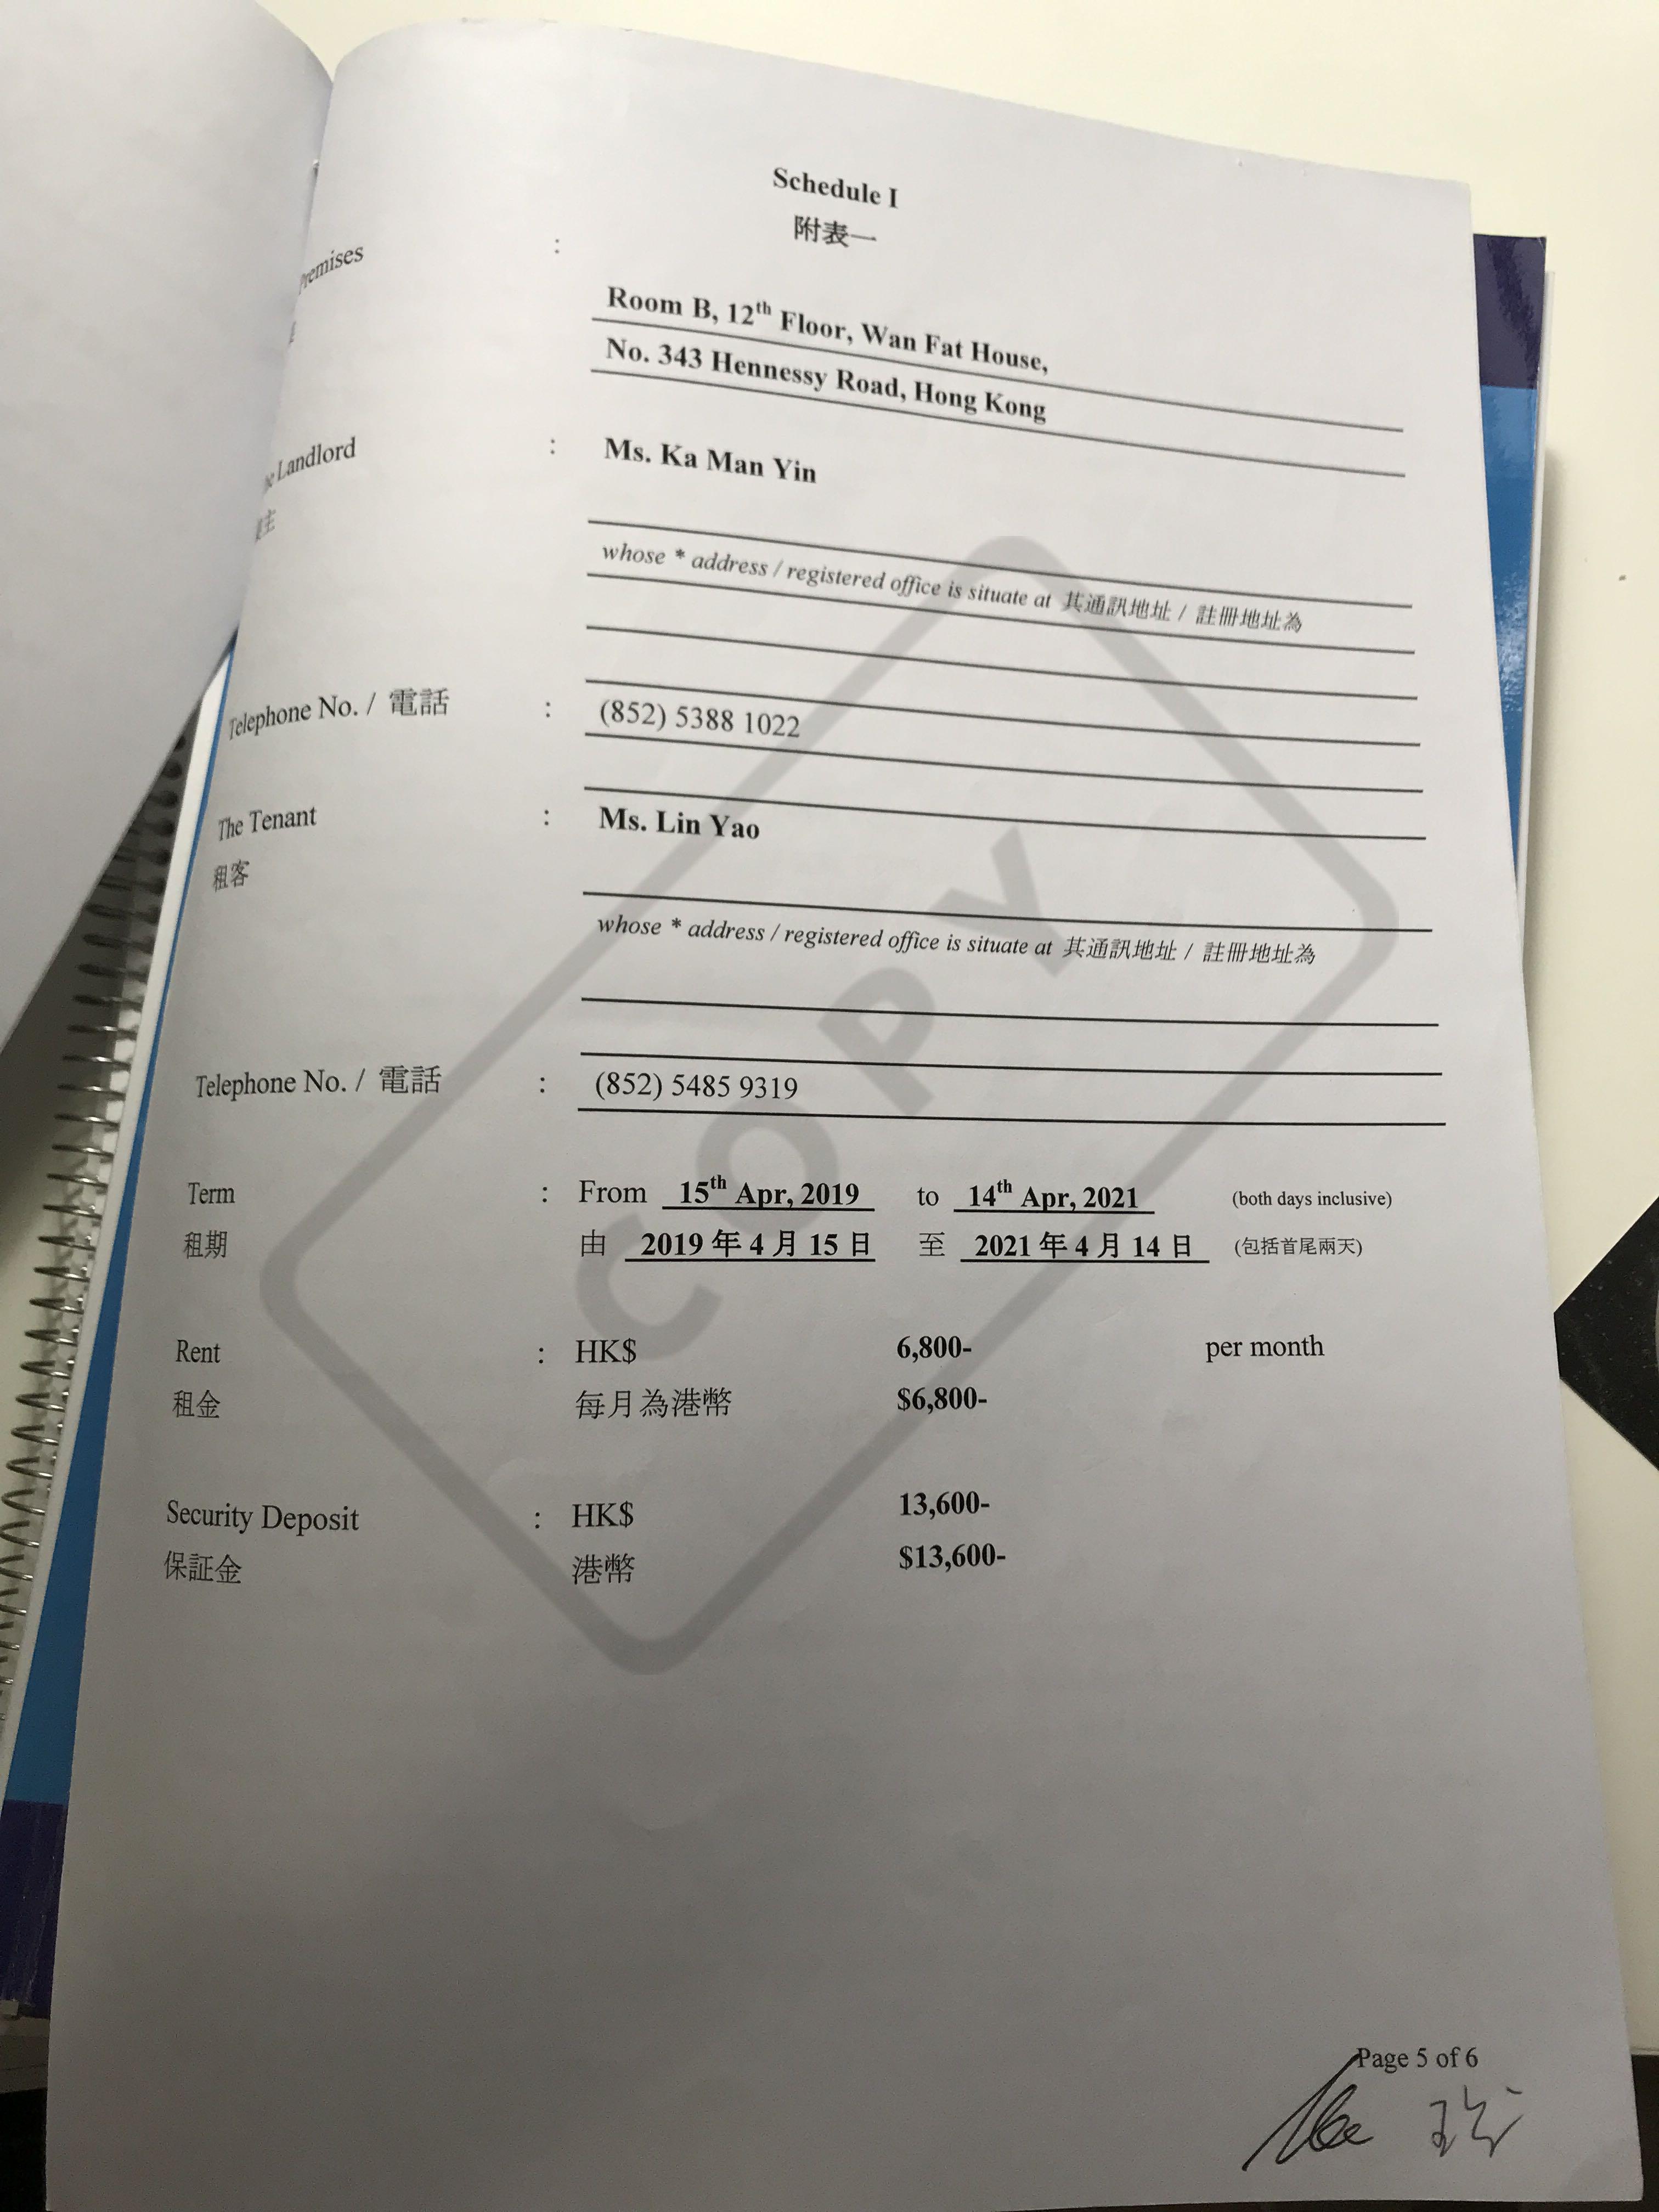 Schedule I
附表一
Premises :
Room B, 12th Floor, Wan Fat House,
No. 343 Hennessy Road, Hong Kong
Landlord : Ms. Ka Man Yin
主
whose * address / registered office is situate at 其通訊地址 / 註冊地址為
Telephone No. / 電話 : (852) 5388 1022
The Tenant : Ms. Lin Yao
租客
whose * address / registered office is situate at 其通訊地址 / 註冊地址為
Telephone No. / 電話 : (852) 5485 9319
Term : From 15th Apr, 2019 to 14th Apr, 2021 (both days inclusive)
租期 由 2019 年 4 月 15 日 至 2021 年 4 月 14 日 (包括首尾兩天)
Rent : HK$ 6,800- per month
租金 每月為港幣 $6,800-
Security Deposit : HK$ 13,600-
保証金 港幣 $13,600-
COPY
Page 5 of 6